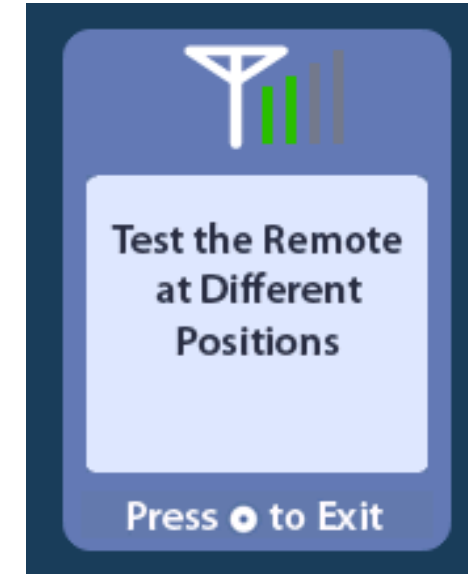 Test the Remote
at Different
Positions
Press to Exit